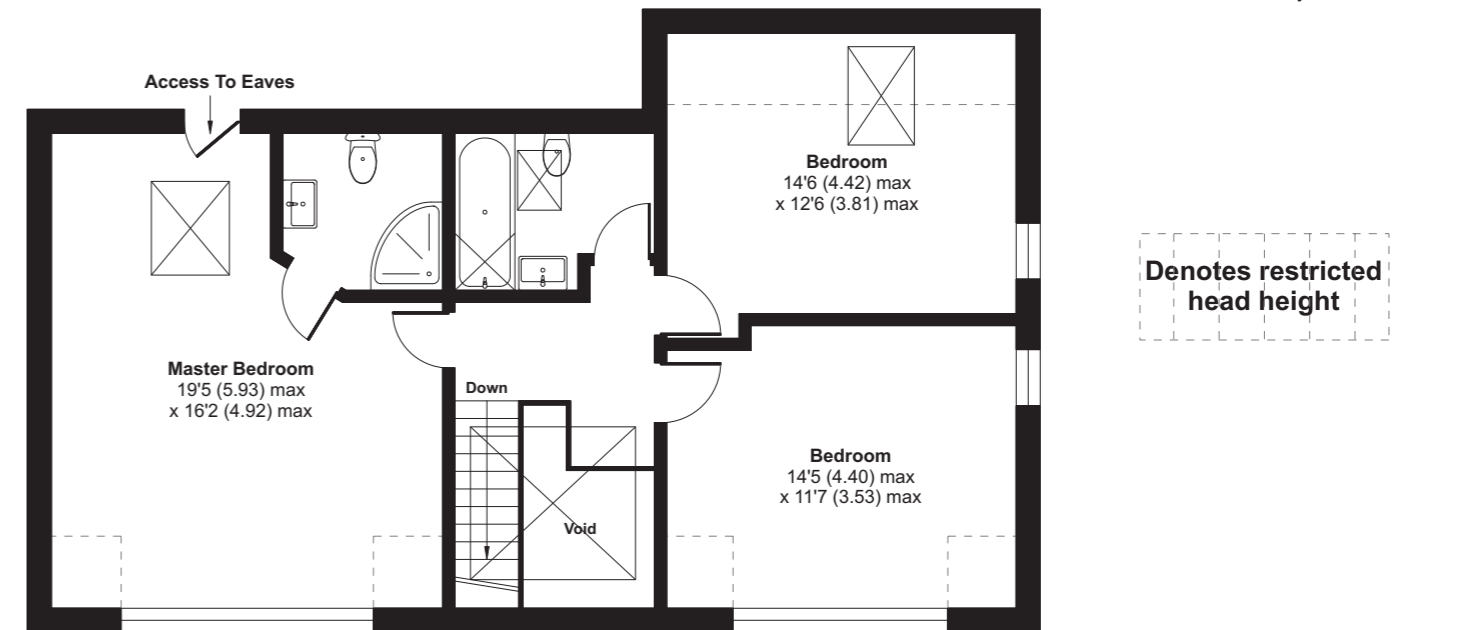 Access To Eaves
Bedroom
14'6 (4.42) max
x 12'6 (3.81) max
Denotes restricted
head height
Master Bedroom
19'5 (5.93) max
x 16'2 (4.92) max
Down
Bedroom
14'5 (4.40) max
x 11'7 (3.53) max
Void